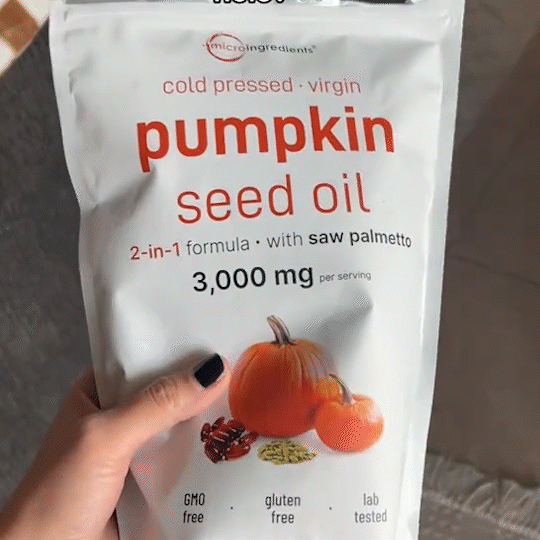 microingredients®
cold pressed · virgin
pumpkin
seed oil
2-in-1 formula • with saw palmetto
3,000 mg per serving
GMO
free
·
gluten
free
·
lab
tested